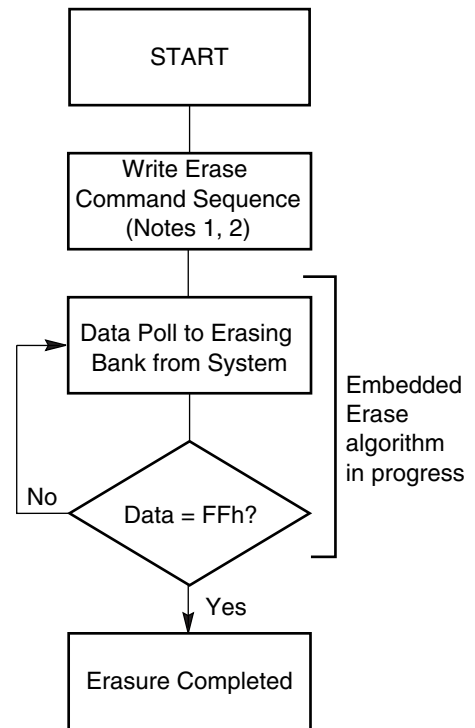 START
Write Erase
Command Sequence
(Notes 1, 2)
Data Poll to Erasing
Bank from System
Embedded
Erase
algorithm
in progress
No
Data = FFh?
Yes
Erasure Completed